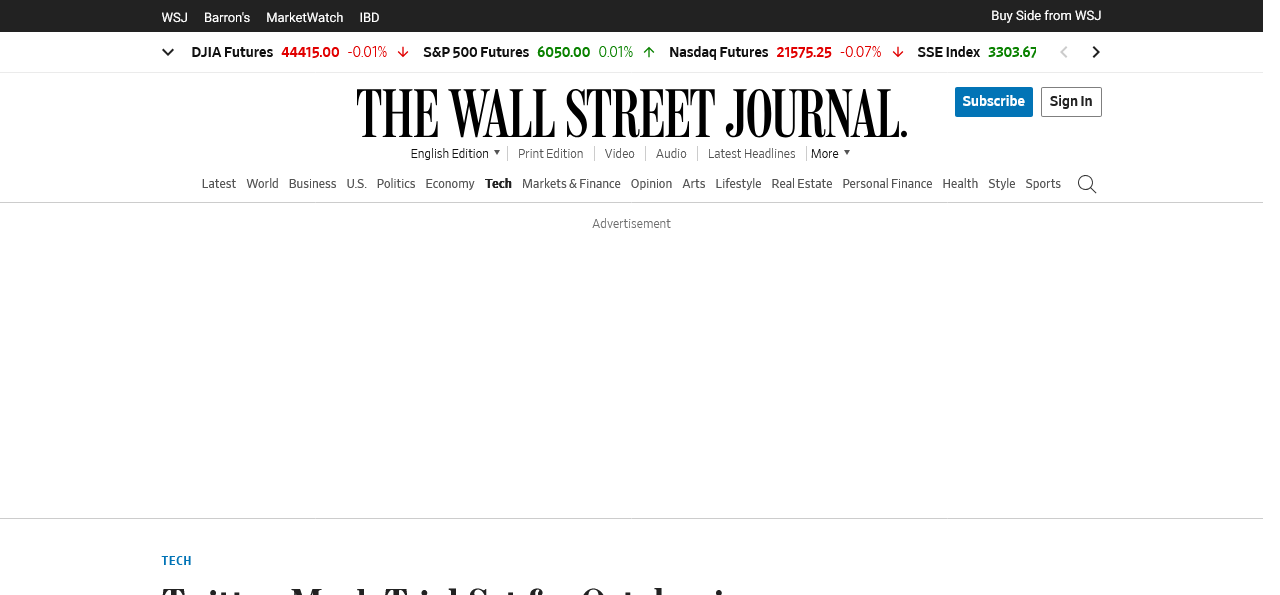 WSJ Barron's MarketWatch IBD Buy Side from WSJ
DJIA Futures 44415.00 -0.01% S&P 500 Futures 6050.00 0.01% Nasdaq Futures 21575.25 -0.07% SSE Index 3303.67
THE WALL STREET JOURNAL.
Subscribe Sign In
English Edition Print Edition Video Audio Latest Headlines More
Latest World Business U.S. Politics Economy Tech Markets & Finance Opinion Arts Lifestyle Real Estate Personal Finance Health Style Sports
Advertisement
TECH